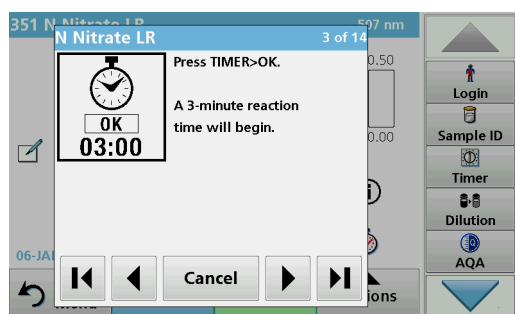 351 N Nitrate LR 507 nm
N Nitrate LR 3 of 14
Press TIMER>OK.
A 3-minute reaction
time will begin.
OK
03:00
0.50
0.00
06-JA
Cancel
Menu
ions
Login
Sample ID
Timer
Dilution
AQA